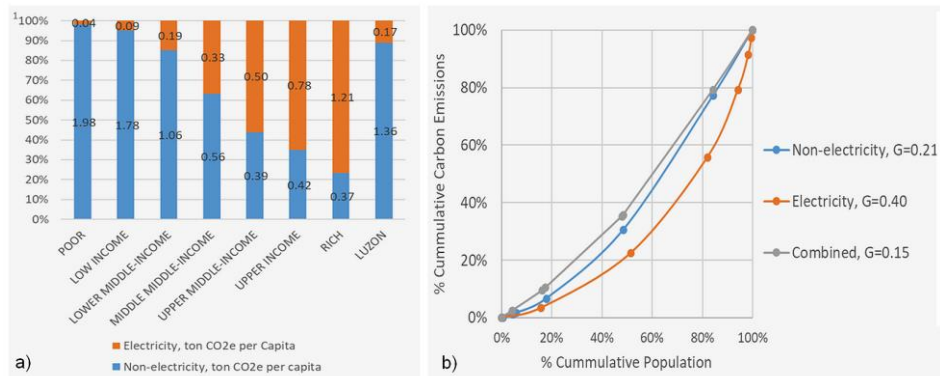 1
100%
90%
80%
70%
60%
50%
40%
30%
20%
10%
0%
0.04
0.09
0.19
0.33
0.50
0.78
1.21
0.17
1.98
1.78
1.06
0.56
0.39
0.42
0.37
1.36
POOR
LOW INCOME
LOWER MIDDLE-INCOME
MIDDLE MIDDLE-INCOME
UPPER MIDDLE-INCOME
UPPER INCOME
RICH
LUZON
Electricity, ton CO2e per Capita
Non-electricity, ton CO2e per capita
a)
% Cummulative Carbon Emissions
100%
80%
60%
40%
20%
0%
0%
20%
40%
60%
80%
100%
% Cummulative Population
Non-electricity, G=0.21
Electricity, G=0.40
Combined, G=0.15
b)